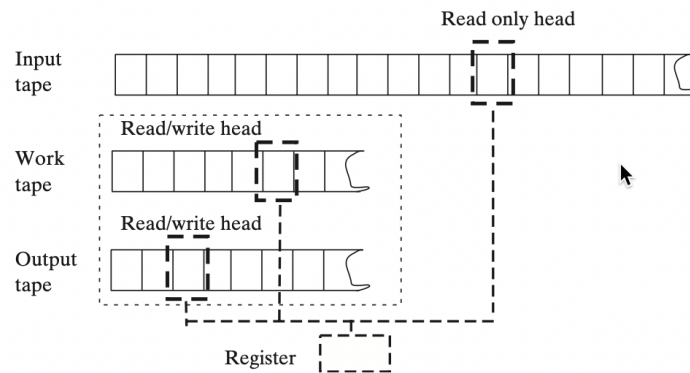 Read only head
Input
tape
Read/write head
Work
tape
Read/write head
Output
tape
Register